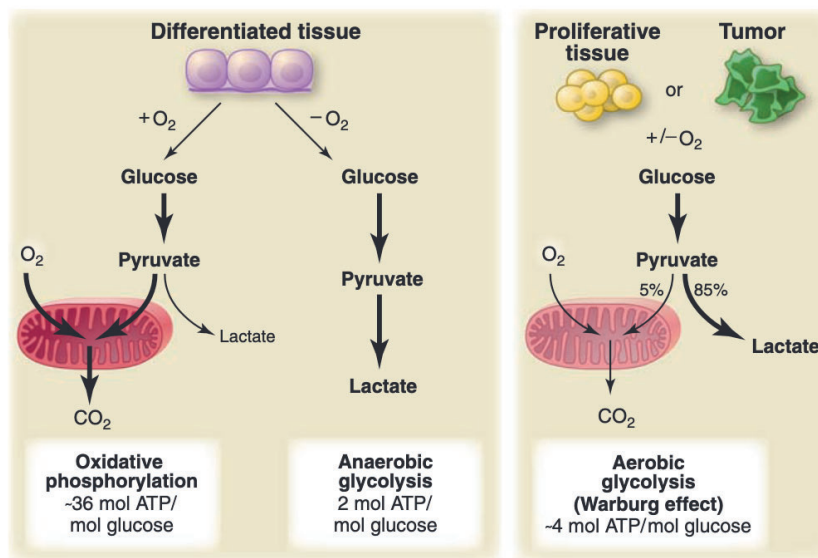 Differentiated tissue
+O₂
−O₂
Glucose
Glucose
O₂
Pyruvate
Pyruvate
Lactate
Lactate
CO₂
Oxidative
phosphorylation
~36 mol ATP/
mol glucose
Anaerobic
glycolysis
2 mol ATP/
mol glucose
Proliferative
tissue
or
Tumor
+/−O₂
Glucose
O₂
Pyruvate
5%
85%
Lactate
CO₂
Aerobic
glycolysis
(Warburg effect)
~4 mol ATP/mol glucose